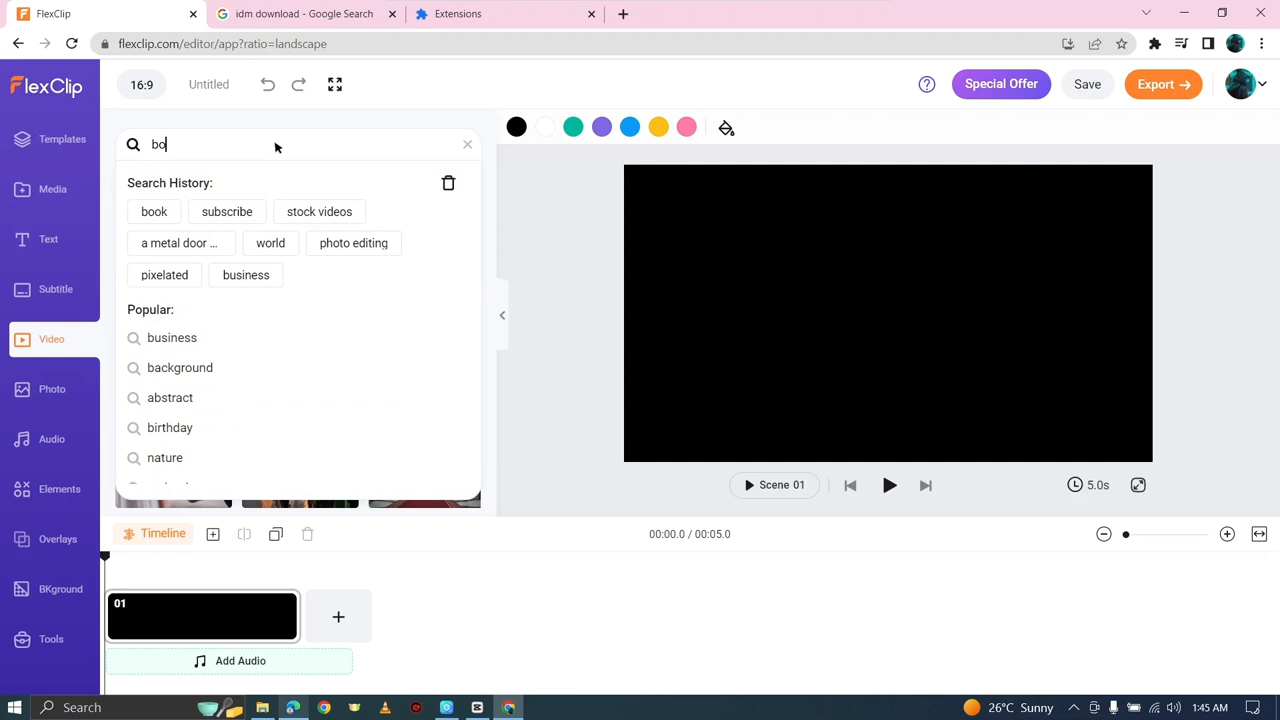 FlexClip
idm download - Google Search
Extensions
flexclip.com/editor/app?ratio=landscape
FlexClip
16:9
Untitled
Special Offer
Save
Export
Templates
Media
Text
Subtitle
Video
Photo
Audio
Elements
Overlays
BKground
Tools
bo
Search History:
book
subscribe
stock videos
a metal door ...
world
photo editing
pixelated
business
Popular:
business
background
abstract
birthday
nature
Scene 01
5.0s
Timeline
00:00.0 / 00:05.0
01
Add Audio
Search
26°C Sunny
1:45 AM